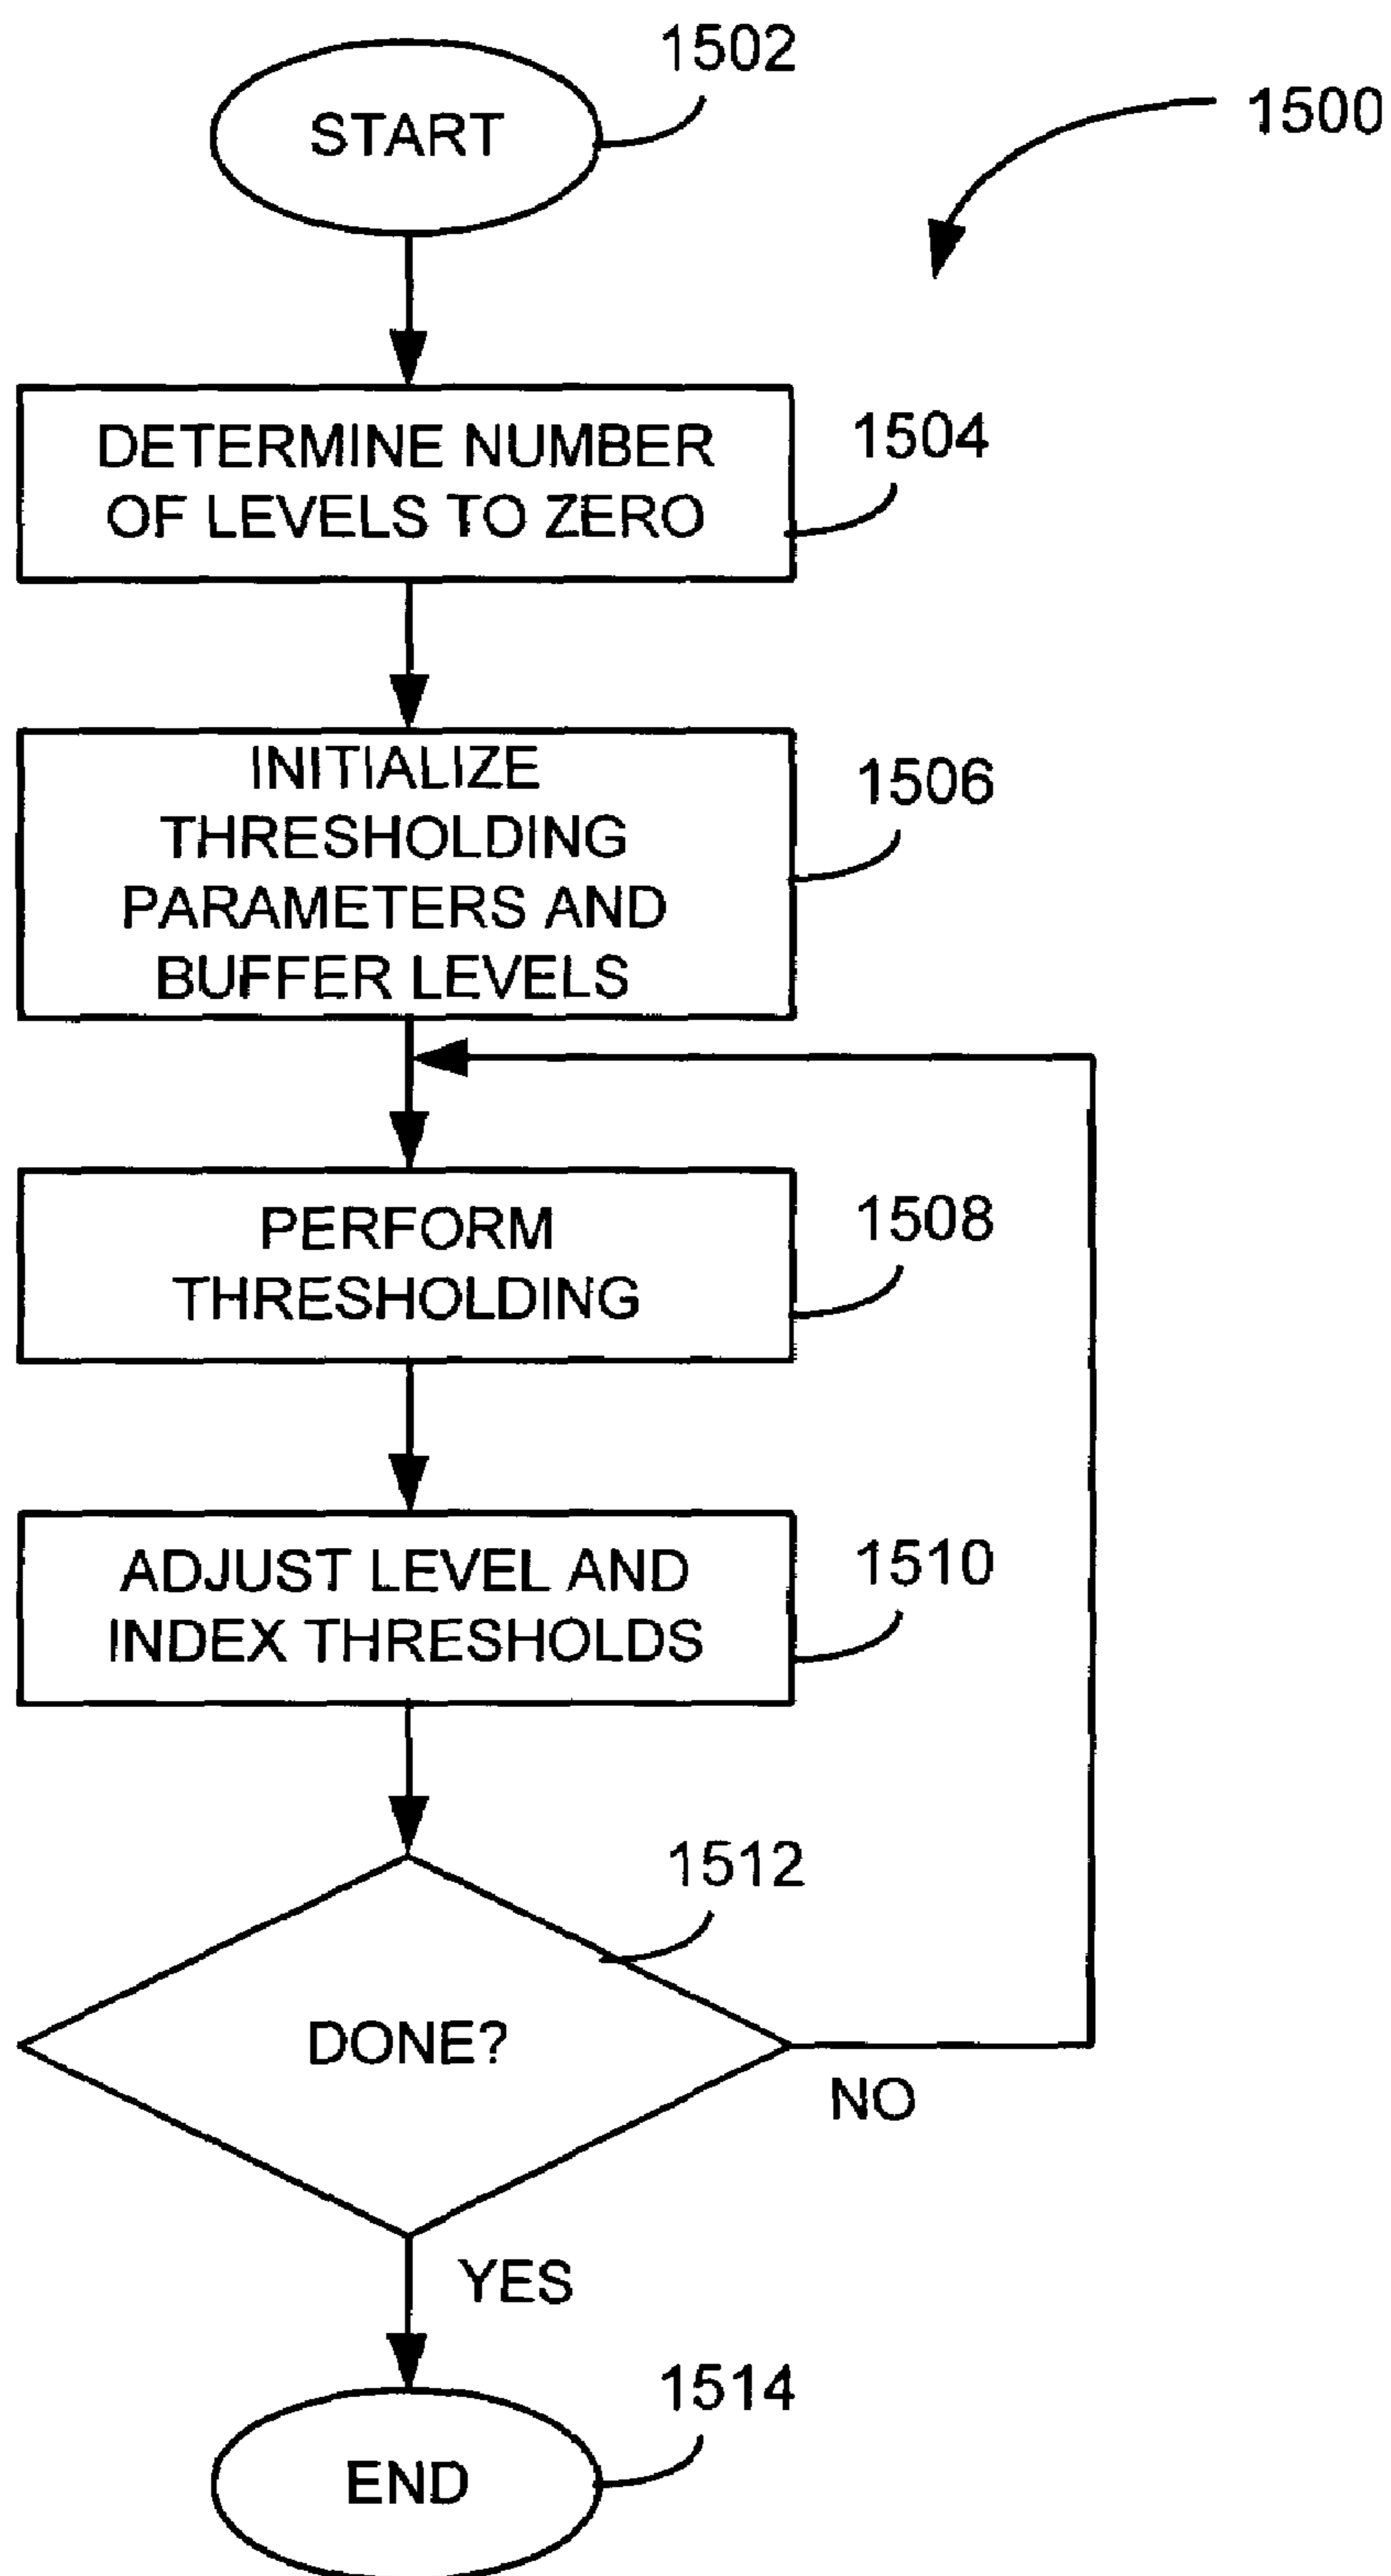 1502
START
1500
DETERMINE NUMBER
OF LEVELS TO ZERO
1504
INITIALIZE
THRESHOLDING
PARAMETERS AND
BUFFER LEVELS
1506
PERFORM
THRESHOLDING
1508
ADJUST LEVEL AND
INDEX THRESHOLDS
1510
1512
DONE?
NO
YES
1514
END